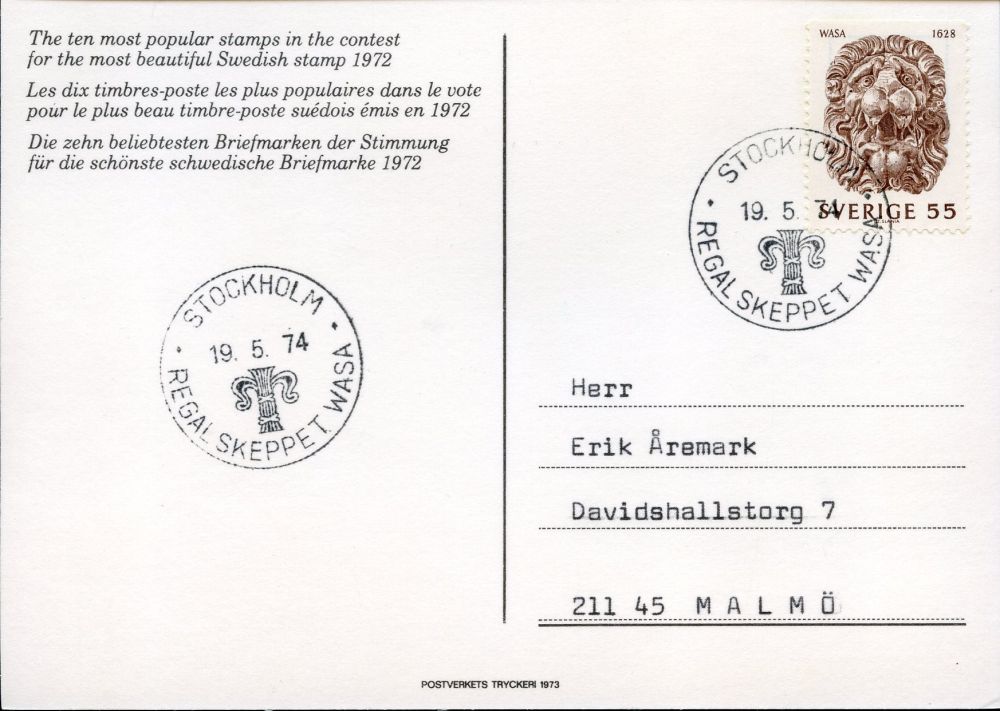 The ten most popular stamps in the contest
for the most beautiful Swedish stamp 1972
Les dix timbres-poste les plus populaires dans le vote
pour le plus beau timbre-poste suédois émis en 1972
Die zehn beliebtesten Briefmarken der Stimmung
für die schönste schwedische Briefmarke 1972
WASA 1628
SVERIGE 55
STOCKHOLM
19. 5. 74
REGALSKEPPET WASA
STOCKHOLM
19. 5. 74
REGALSKEPPET WASA
Herr
Erik Åremark
Davidshallstorg 7
211 45 MALMÖ
POSTVERKETS TRYCKERI 1973